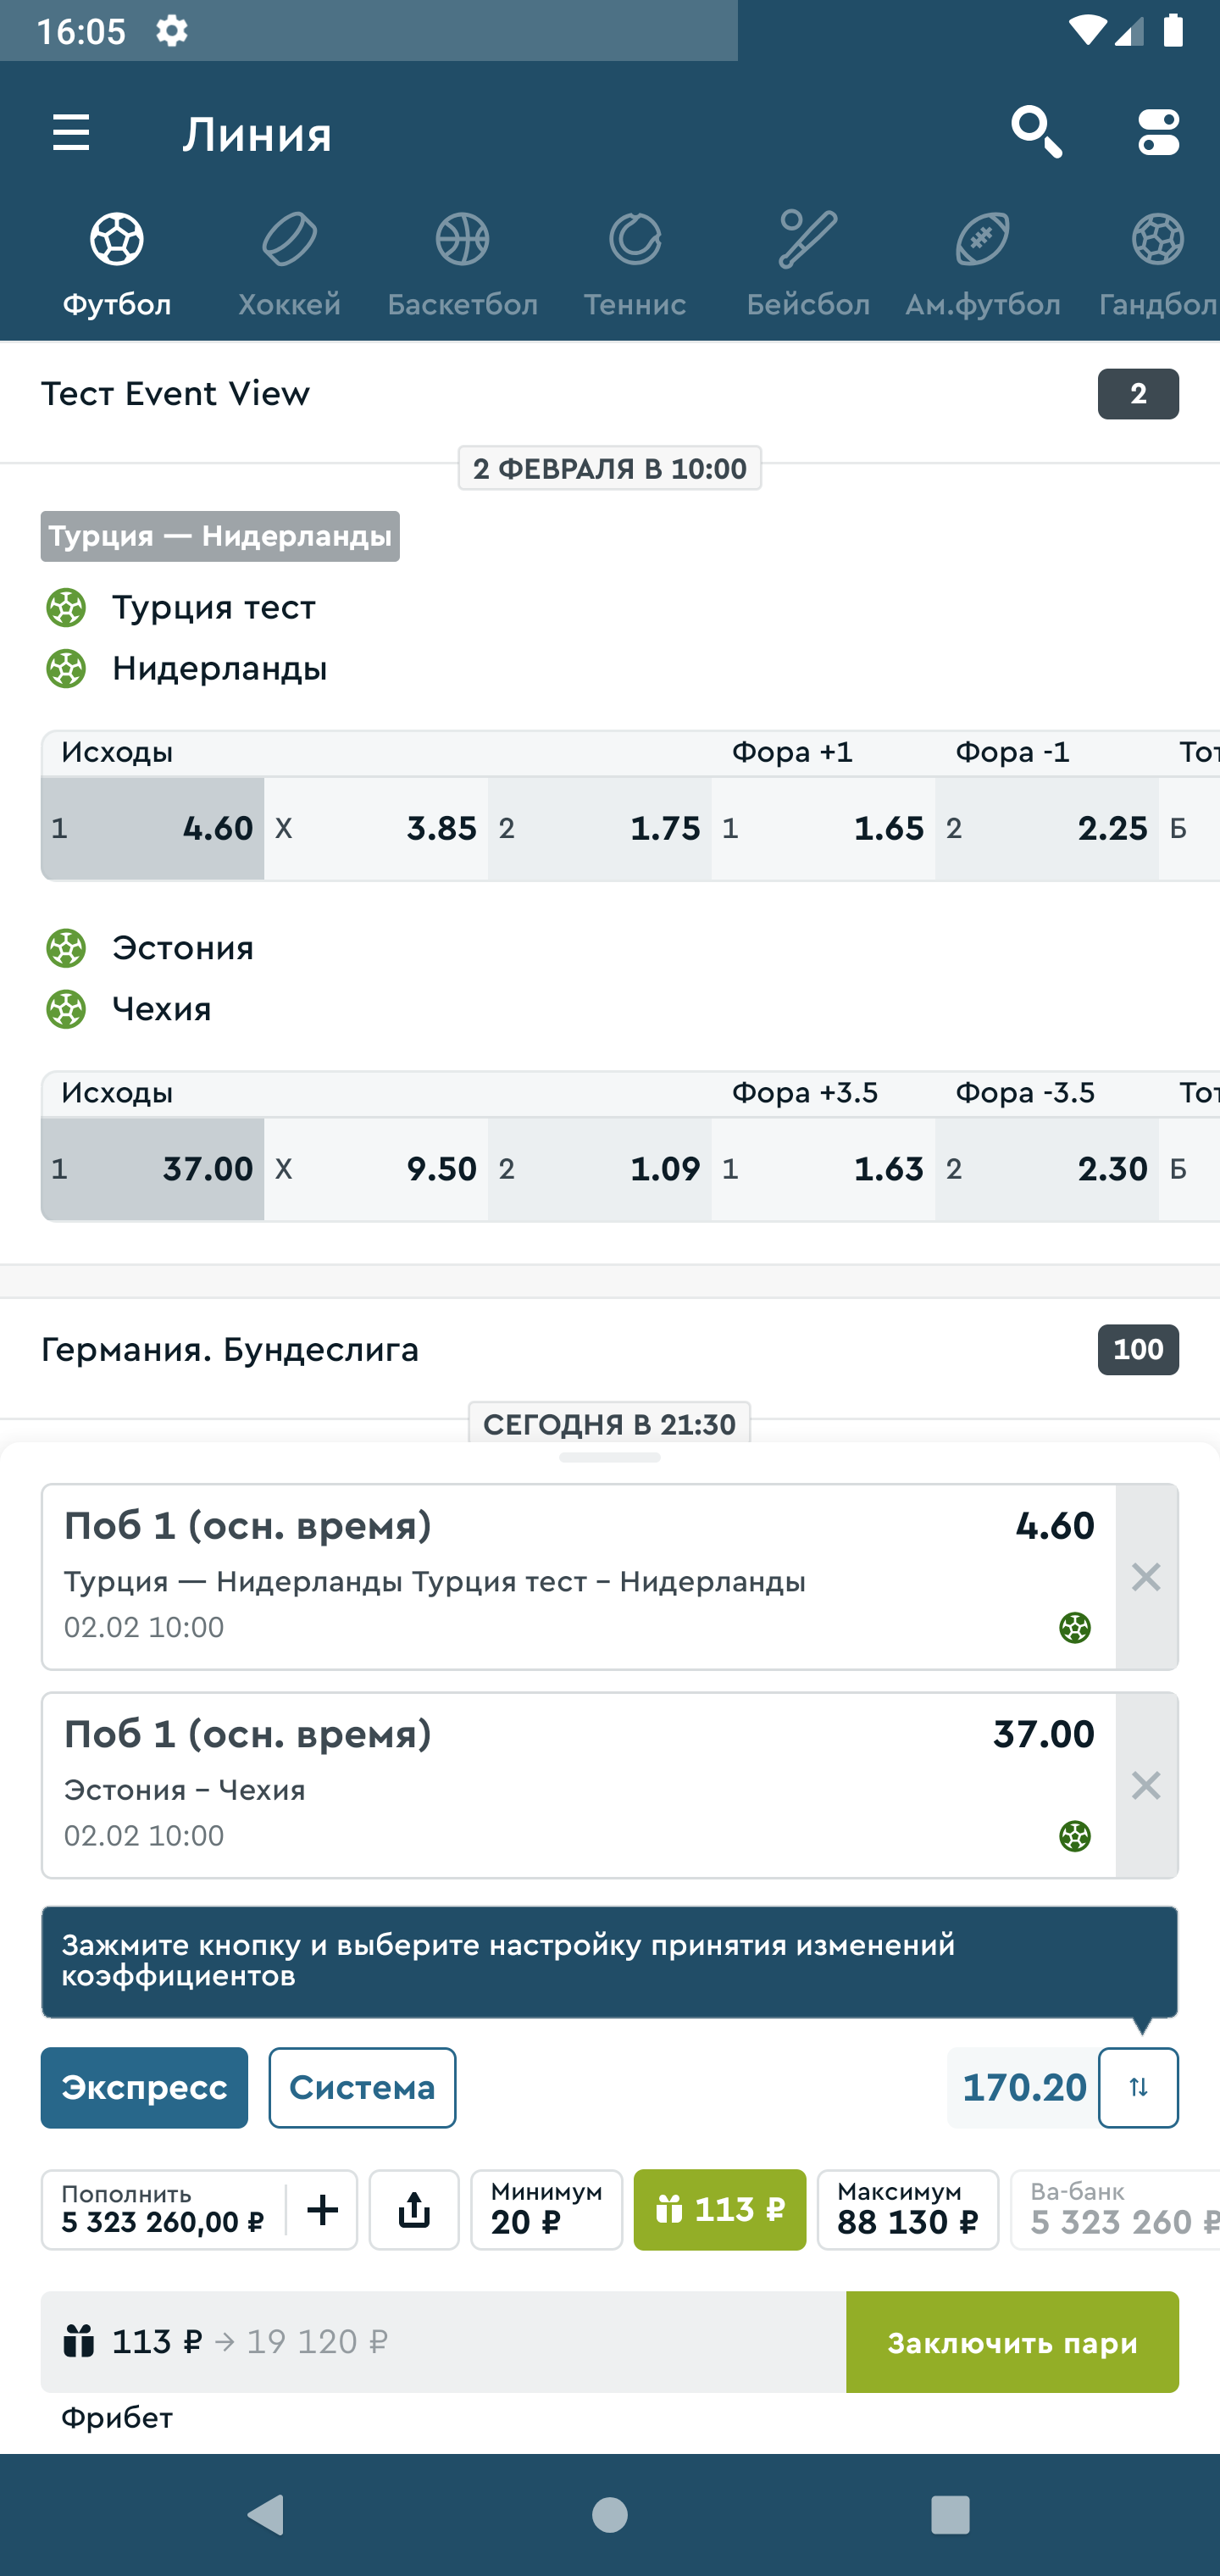 16:05
Линия
Футбол Хоккей Баскетбол Теннис Бейсбол Ам.футбол Гандбол
Тест Event View 2
2 ФЕВРАЛЯ В 10:00
Турция — Нидерланды
Турция тест
Нидерланды
Исходы Фора +1 Фора -1 Тот
1 4.60 X 3.85 2 1.75 1 1.65 2 2.25 Б
Эстония
Чехия
Исходы Фора +3.5 Фора -3.5 Тот
1 37.00 X 9.50 2 1.09 1 1.63 2 2.30 Б
Германия. Бундеслига 100
СЕГОДНЯ В 21:30
Поб 1 (осн. время) 4.60
Турция — Нидерланды Турция тест – Нидерланды
02.02 10:00
Поб 1 (осн. время) 37.00
Эстония – Чехия
02.02 10:00
Зажмите кнопку и выберите настройку принятия изменений
коэффициентов
Экспресс Система 170.20
Пополнить Минимум Максимум Ва-банк
5 323 260,00 ₽ 20 ₽ 113 ₽ 88 130 ₽ 5 323 260 ₽
113 ₽ → 19 120 ₽ Заключить пари
Фрибет